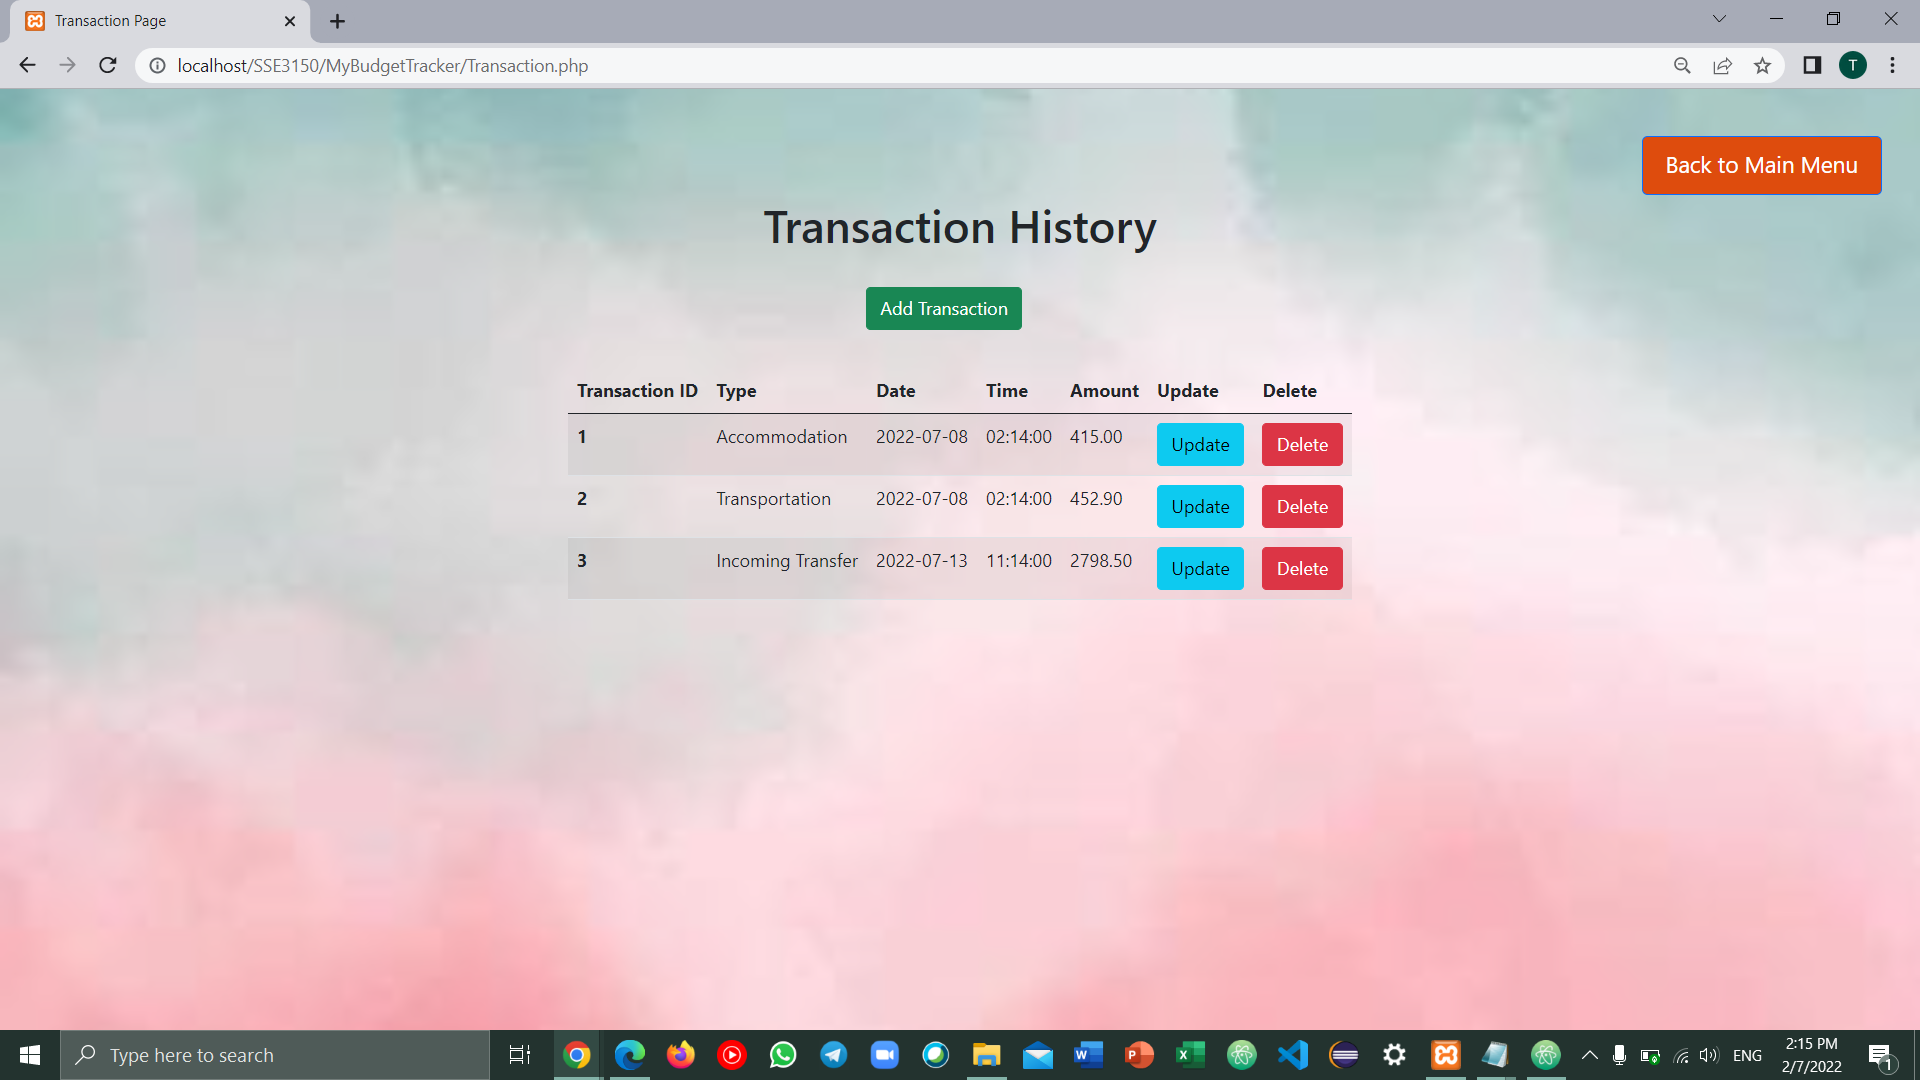 Transaction Page
localhost/SSE3150/MyBudgetTracker/Transaction.php
T
Back to Main Menu
Transaction History
Add Transaction
Transaction ID Type Date Time Amount Update Delete
1 Accommodation 2022-07-08 02:14:00 415.00 Update Delete
2 Transportation 2022-07-08 02:14:00 452.90 Update Delete
3 Incoming Transfer 2022-07-13 11:14:00 2798.50 Update Delete
Type here to search
ENG
2:15 PM
2/7/2022
1